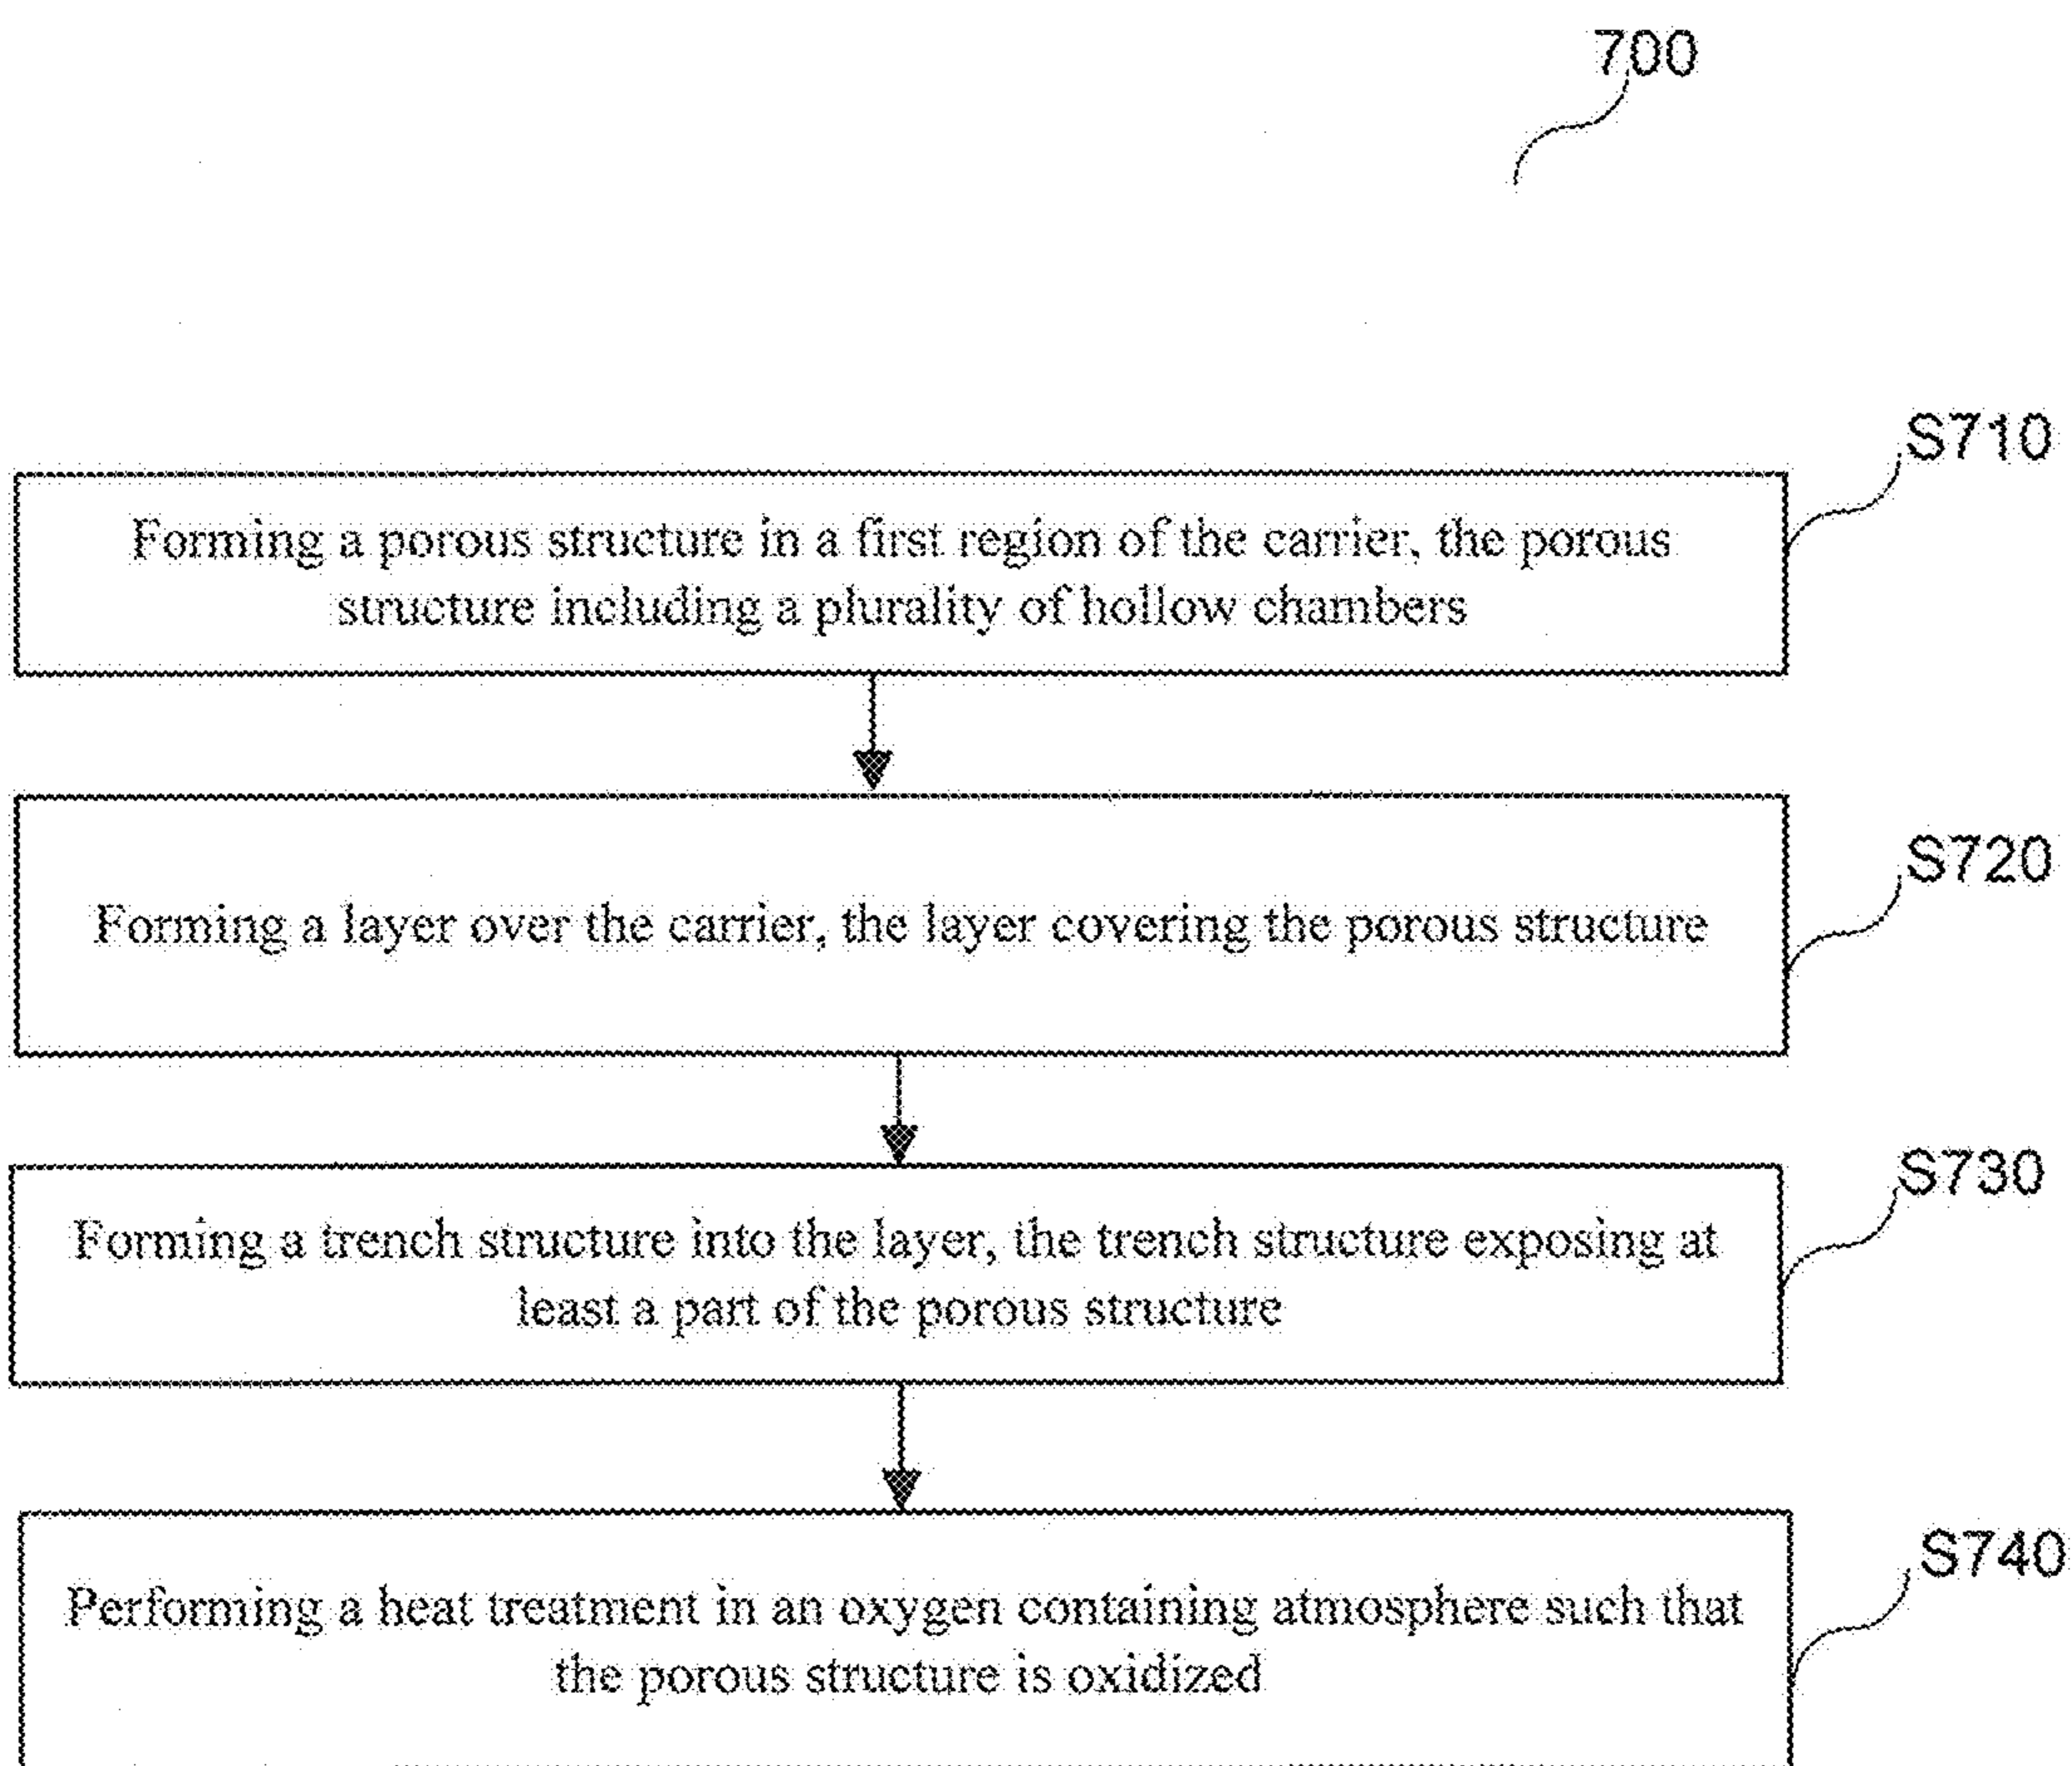 700
S710
Forming a porous structure in a first region of the carrier, the porous
structure including a plurality of hollow chambers
S720
Forming a layer over the carrier, the layer covering the porous structure
S730
Forming a trench structure into the layer, the trench structure exposing at
least a part of the porous structure
S740
Performing a heat treatment in an oxygen containing atmosphere such that
the porous structure is oxidized